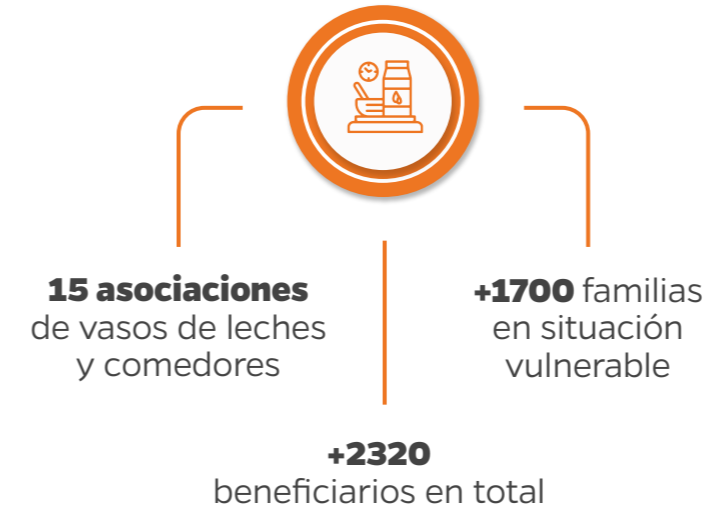 15 asociaciones
de vasos de leches
y comedores
+1700 familias
en situación
vulnerable
+2320
beneficiarios en total